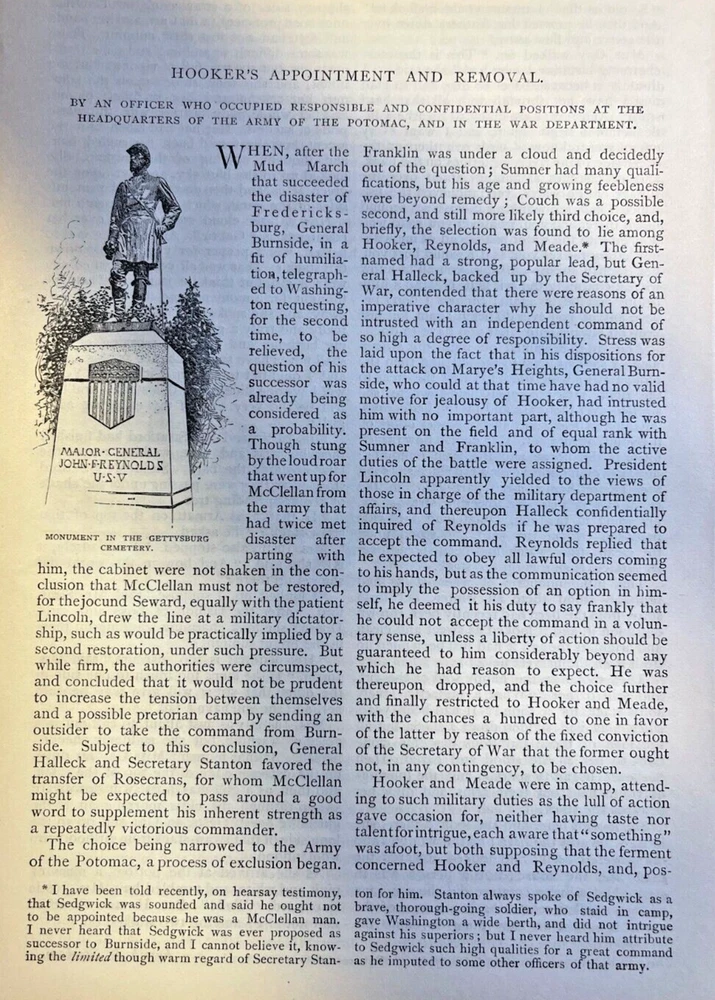 HOOKER'S APPOINTMENT AND REMOVAL.
BY AN OFFICER WHO OCCUPIED RESPONSIBLE AND CONFIDENTIAL POSITIONS AT THE
HEADQUARTERS OF THE ARMY OF THE POTOMAC, AND IN THE WAR DEPARTMENT.
MAJOR·GENERAL
JOHN·F·REYNOLDS
U·S·V
MONUMENT IN THE GETTYSBURG
CEMETERY.
WHEN, after the
Mud March
that succeeded
the disaster of
Fredericks-
burg, General
Burnside, in a
fit of humilia-
tion, telegraph-
ed to Washing-
ton requesting,
for the second
time, to be
relieved, the
question of his
successor was
already being
considered as
a probability.
Though stung
by the loud roar
that went up for
McClellan from
the army that
had twice met
disaster after
parting with
him, the cabinet were not shaken in the con-
clusion that McClellan must not be restored,
for the jocund Seward, equally with the patient
Lincoln, drew the line at a military dictator-
ship, such as would be practically implied by a
second restoration, under such pressure. But
while firm, the authorities were circumspect,
and concluded that it would not be prudent
to increase the tension between themselves
and a possible pretorian camp by sending an
outsider to take the command from Burn-
side. Subject to this conclusion, General
Halleck and Secretary Stanton favored the
transfer of Rosecrans, for whom McClellan
might be expected to pass around a good
word to supplement his inherent strength as
a repeatedly victorious commander.
The choice being narrowed to the Army
of the Potomac, a process of exclusion began.
Franklin was under a cloud and decidedly
out of the question; Sumner had many quali-
fications, but his age and growing feebleness
were beyond remedy; Couch was a possible
second, and still more likely third choice, and,
briefly, the selection was found to lie among
Hooker, Reynolds, and Meade.* The first-
named had a strong, popular lead, but Gen-
eral Halleck, backed up by the Secretary of
War, contended that there were reasons of an
imperative character why he should not be
intrusted with an independent command of
so high a degree of responsibility. Stress was
laid upon the fact that in his dispositions for
the attack on Marye's Heights, General Burn-
side, who could at that time have had no valid
motive for jealousy of Hooker, had intrusted
him with no important part, although he was
present on the field and of equal rank with
Sumner and Franklin, to whom the active
duties of the battle were assigned. President
Lincoln apparently yielded to the views of
those in charge of the military department of
affairs, and thereupon Halleck confidentially
inquired of Reynolds if he was prepared to
accept the command. Reynolds replied that
he expected to obey all lawful orders coming
to his hands, but as the communication seemed
to imply the possession of an option in him-
self, he deemed it his duty to say frankly that
he could not accept the command in a volun-
tary sense, unless a liberty of action should be
guaranteed to him considerably beyond any
which he had reason to expect. He was
thereupon dropped, and the choice further
and finally restricted to Hooker and Meade,
with the chances a hundred to one in favor
of the latter by reason of the fixed conviction
of the Secretary of War that the former ought
not, in any contingency, to be chosen.
Hooker and Meade were in camp, attend-
ing to such military duties as the lull of action
gave occasion for, neither having taste nor
talent for intrigue, each aware that "something"
was afoot, but both supposing that the ferment
concerned Hooker and Reynolds, and, pos-
* I have been told recently, on hearsay testimony,
that Sedgwick was sounded and said he ought not
to be appointed because he was a McClellan man.
I never heard that Sedgwick was ever proposed as
successor to Burnside, and I cannot believe it, know-
ing the limited though warm regard of Secretary Stan-
ton for him. Stanton always spoke of Sedgwick as a
brave, thorough-going soldier, who staid in camp,
gave Washington a wide berth, and did not intrigue
against his superiors; but I never heard him attribute
to Sedgwick such high qualities for a great command
as he imputed to some other officers of that army.